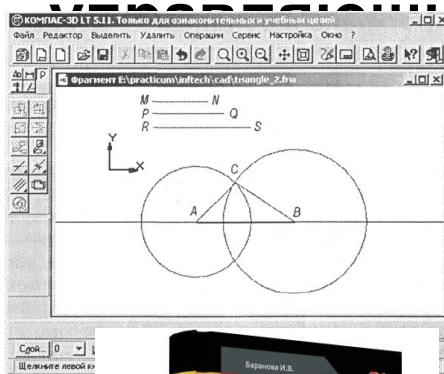 управляющи
КОМПАС-3D LT 5.11. Только для ознакомительных и учебных целей
Файл Редактор Выделить Удалить Операции Сервис Настройка Окно ?
Фрагмент E:\practicum\inftech\cad\triangle_2.frw
M N
P Q
R S
Y
X
C
A
B
Слой... 0
Щелкните левой кн
Баранова И.В.